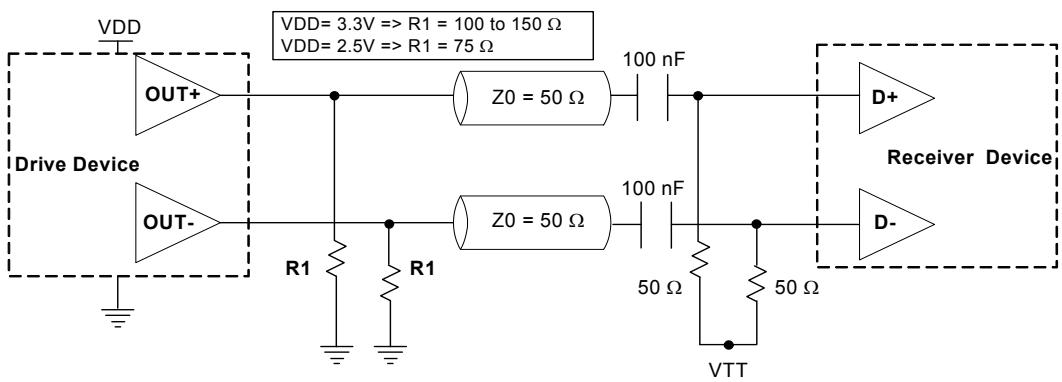 VDD
VDD= 3.3V => R1 = 100 to 150 Ω
VDD= 2.5V => R1 = 75 Ω
100 nF
OUT+
Z0 = 50 Ω
D+
Drive Device
Receiver Device
100 nF
OUT-
Z0 = 50 Ω
D-
R1
R1
50 Ω
50 Ω
VTT